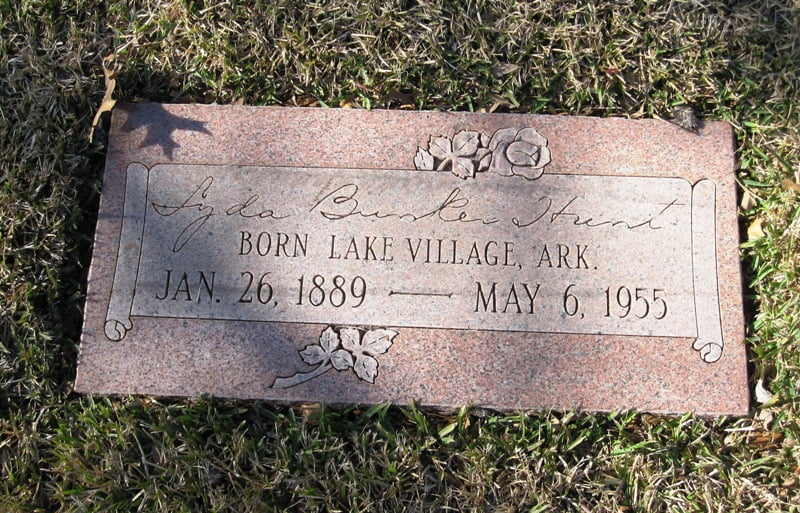 Lyda Bunker Hunt
BORN LAKE VILLAGE, ARK.
JAN. 26, 1889 — MAY 6, 1955